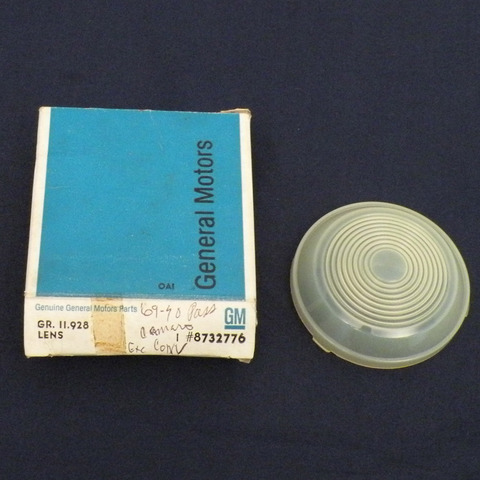 General Motors
OAI
Genuine General Motors Parts
69-70 Pass
GM
GR. 11.928
Camaro
LENS
1 #8732776
Exc Conv